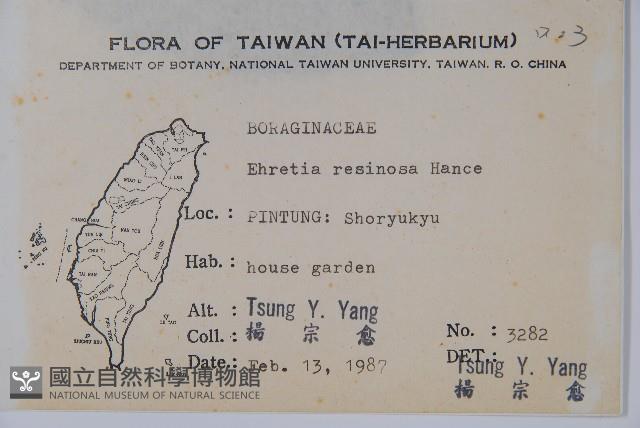 FLORA OF TAIWAN (TAI-HERBARIUM)
DEPARTMENT OF BOTANY, NATIONAL TAIWAN UNIVERSITY, TAIWAN. R. O. CHINA
BORAGINACEAE
Ehretia resinosa Hance
Loc. : PINTUNG: Shoryukyu
Hab. : house garden
Alt. : Tsung Y. Yang
Coll. : 楊 宗 愈
No. : 3282
Date : Feb. 13, 1987
DET. : Tsung Y. Yang
楊 宗 愈
國立自然科學博物館
NATIONAL MUSEUM OF NATURAL SCIENCE